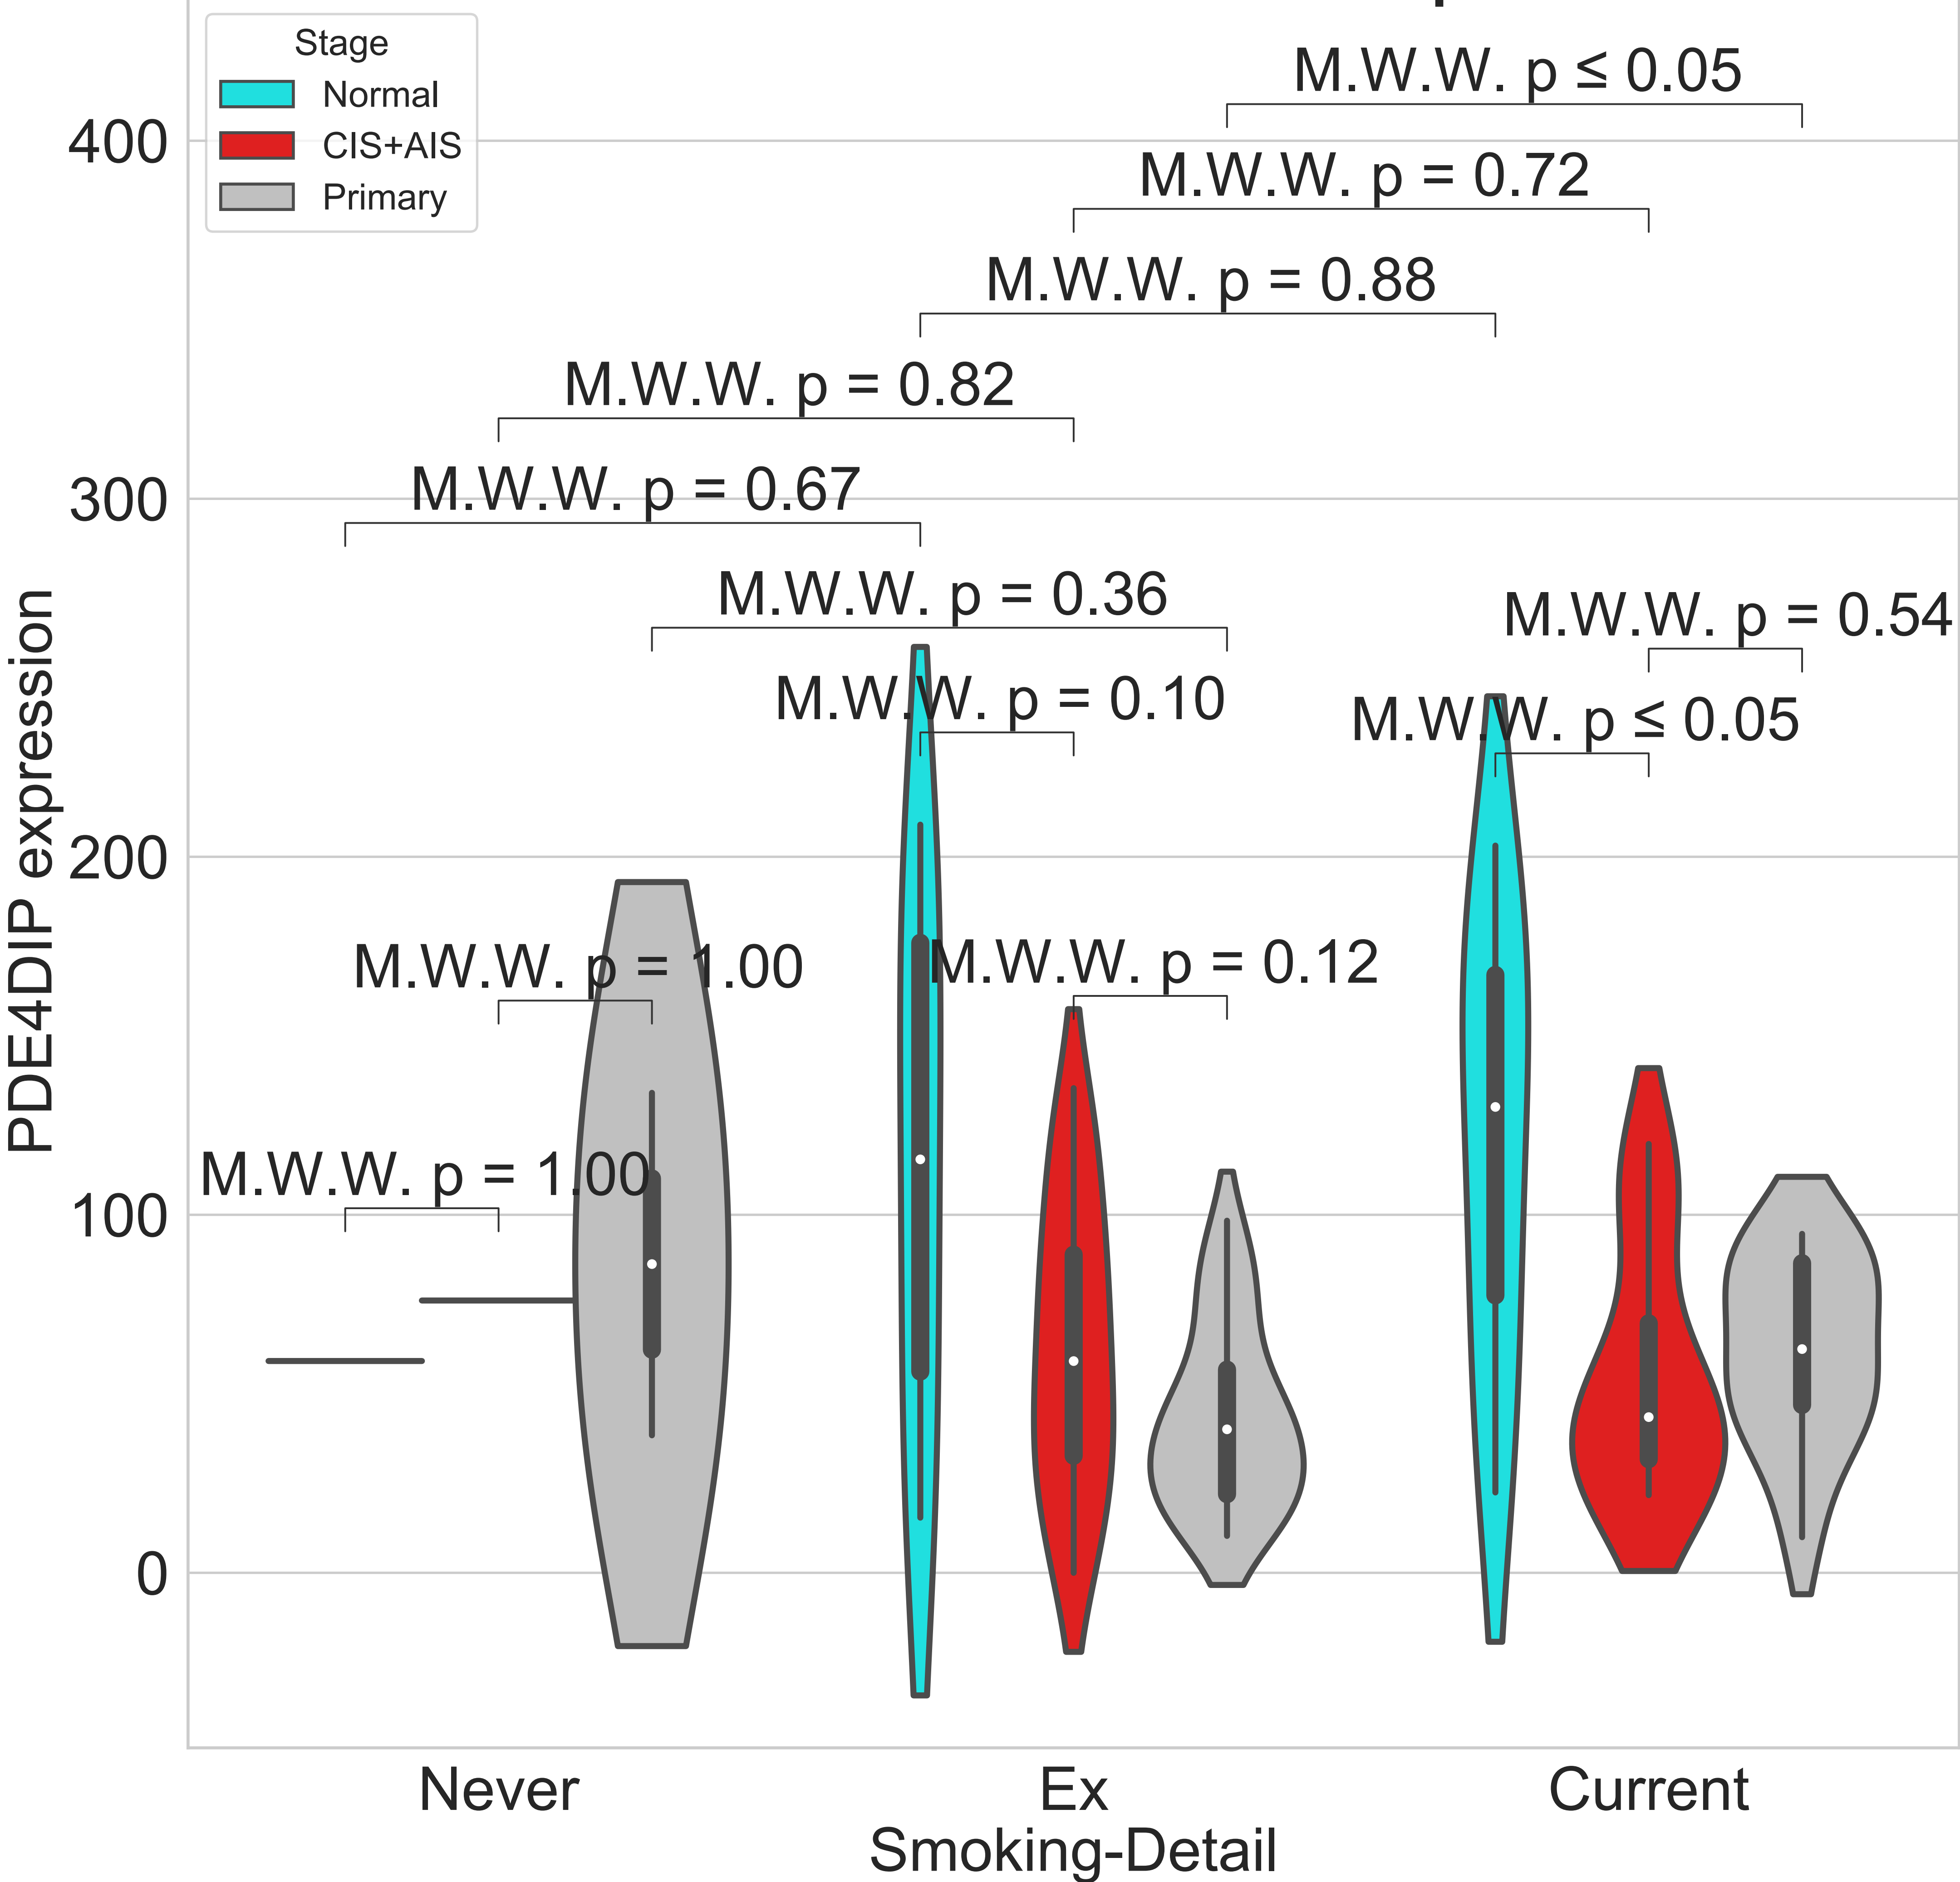 Stage
Normal
CIS+AIS
Primary
M.W.W. p ≤ 0.05
M.W.W. p = 0.72
M.W.W. p = 0.88
M.W.W. p = 0.82
M.W.W. p = 0.67
M.W.W. p = 0.36
M.W.W. p = 0.54
M.W.W. p = 0.10
M.W.W. p ≤ 0.05
M.W.W. p = 1.00
M.W.W. p = 0.12
M.W.W. p = 1.00
400
300
200
100
0
PDE4DIP expression
Never
Ex
Current
Smoking-Detail